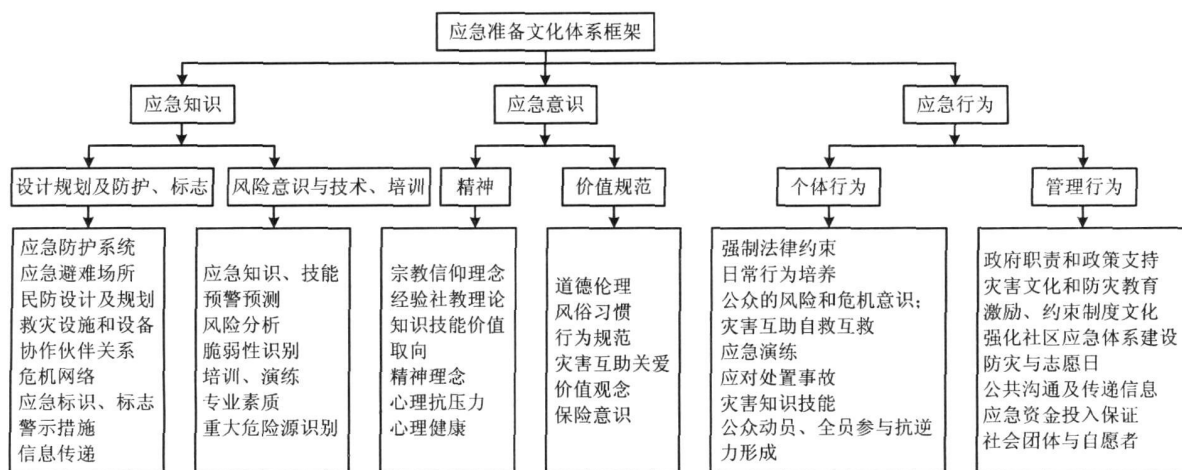 应急准备文化体系框架
应急知识
应急意识
应急行为
设计规划及防护、标志
风险意识与技术、培训
精神
价值规范
个体行为
管理行为
应急防护系统
应急避难场所
民防设计及规划
救灾设施和设备
协作伙伴关系
危机网络
应急标识、标志
警示措施
信息传递
应急知识、技能
预警预测
风险分析
脆弱性识别
培训、演练
专业素质
重大危险源识别
宗教信仰理念
经验社教理论
知识技能价值
取向
精神理念
心理抗压力
心理健康
道德伦理
风俗习惯
行为规范
灾害互助关爱
价值观念
保险意识
强制法律约束
日常行为培养
公众的风险和危机意识；
灾害互助自救互救
应急演练
应对处置事故
灾害知识技能
公众动员、全员参与抗逆
力形成
政府职责和政策支持
灾害文化和防灾教育
激励、约束制度文化
强化社区应急体系建设
防灾与志愿日
公共沟通及传递信息
应急资金投入保证
社会团体与自愿者